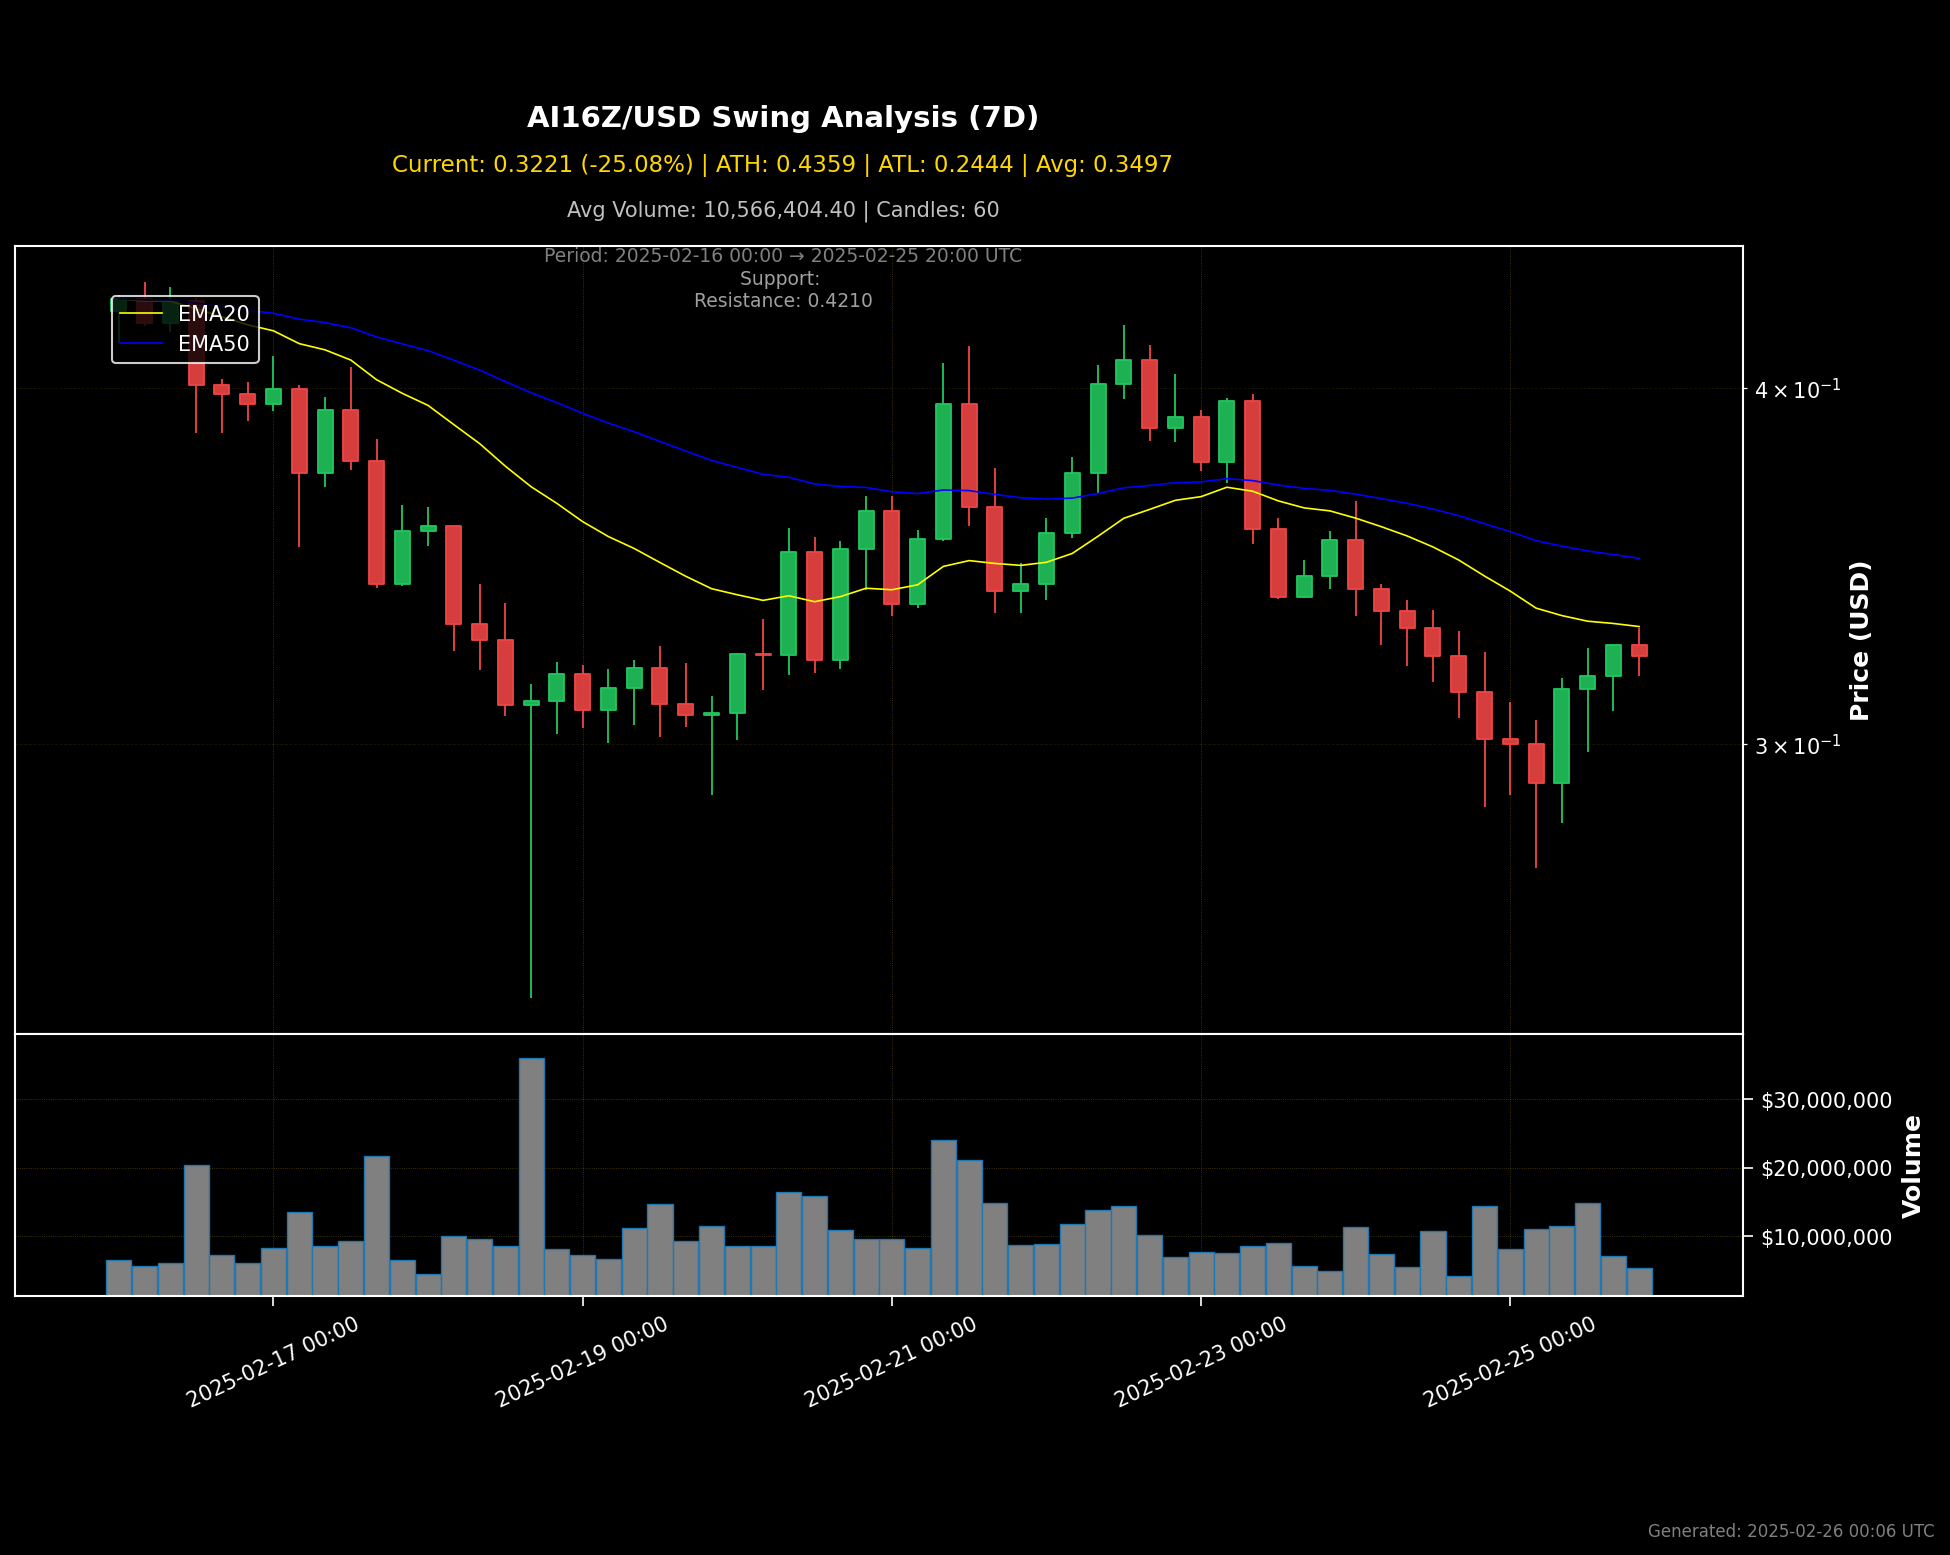 AI16Z/USD Swing Analysis (7D)
Current: 0.3221 (-25.08%) | ATH: 0.4359 | ATL: 0.2444 | Avg: 0.3497
Avg Volume: 10,566,404.40 | Candles: 60
Period: 2025-02-16 00:00 → 2025-02-25 20:00 UTC
Support:
Resistance: 0.4210
EMA20
EMA50
4×10⁻¹
3×10⁻¹
Price (USD)
$30,000,000
$20,000,000
$10,000,000
Volume
2025-02-17 00:00
2025-02-19 00:00
2025-02-21 00:00
2025-02-23 00:00
2025-02-25 00:00
Generated: 2025-02-26 00:06 UTC